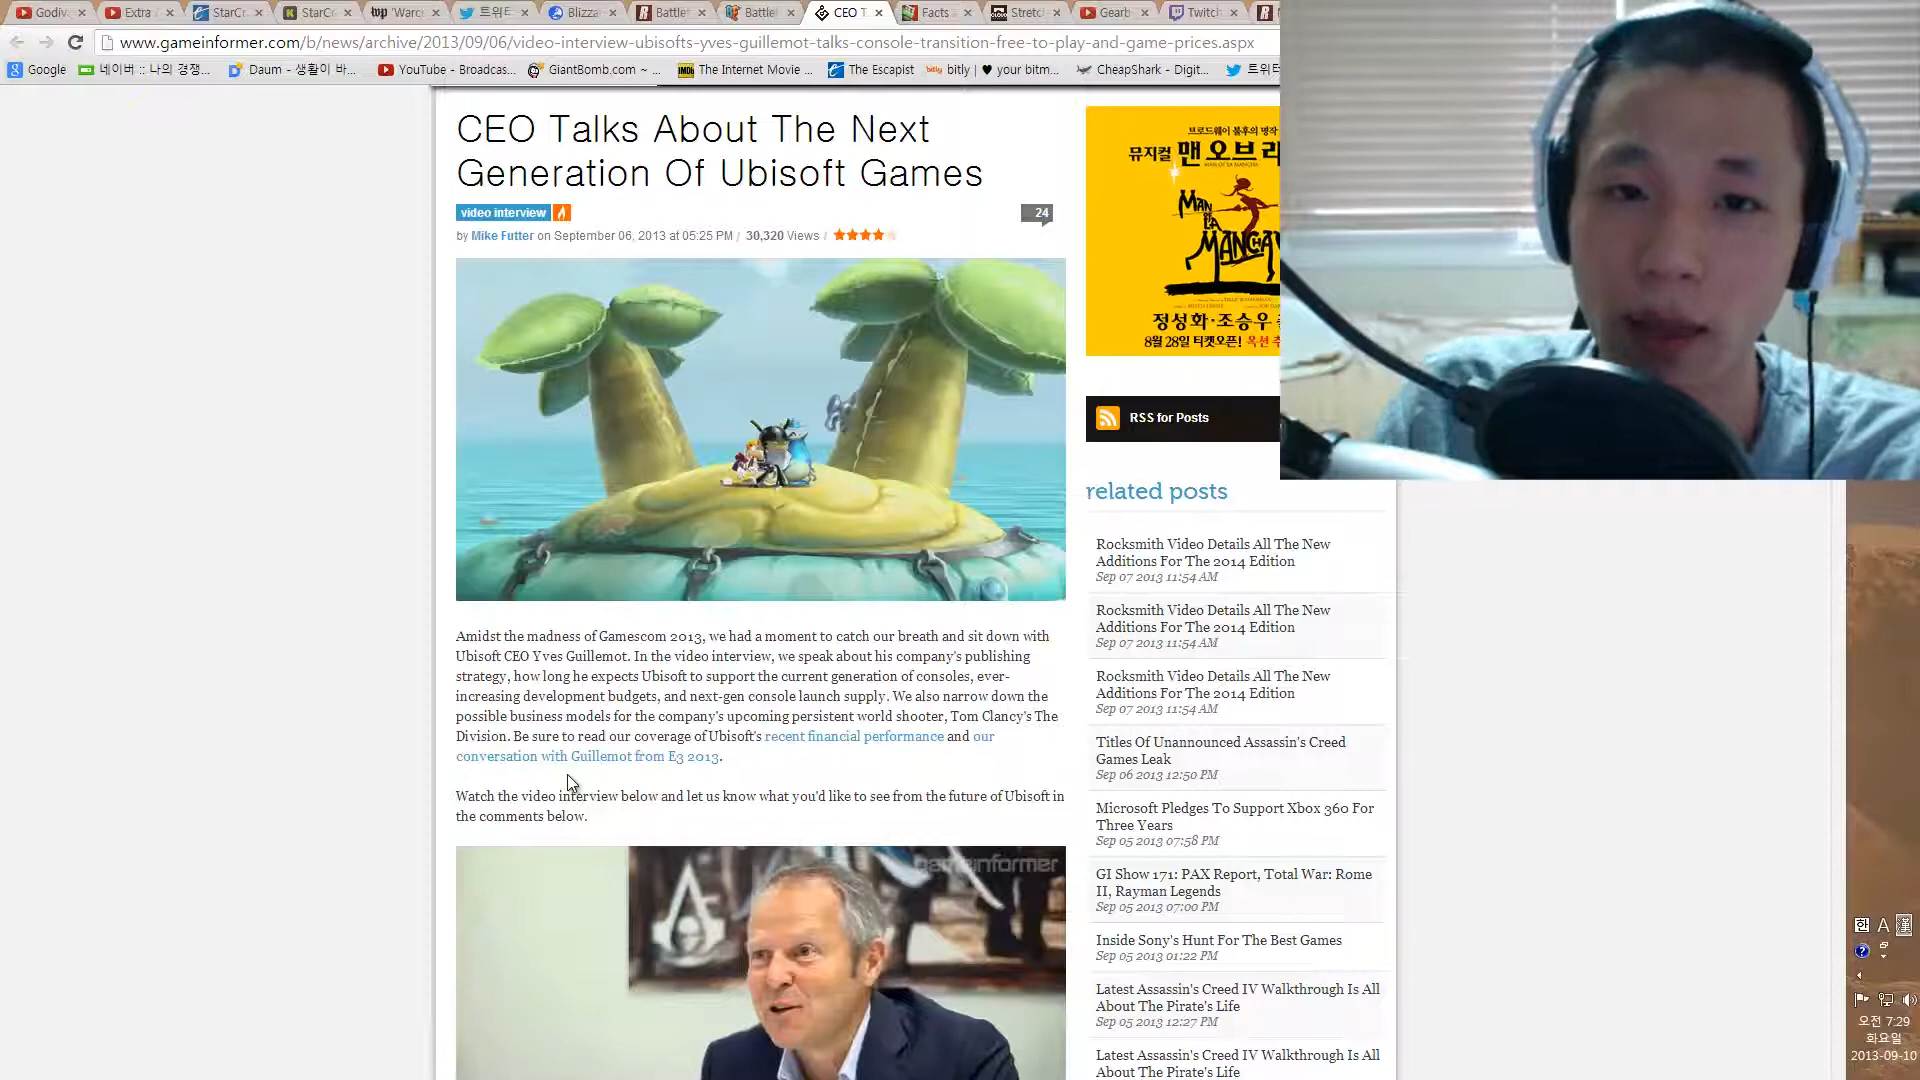 Godiv
Extra
StarCr
StarC
'Warc
트위터
Blizza
Battlef
Battle
CEO T
Facts
Stretcl
Gearb
Twitch
www.gameinformer.com/b/news/archive/2013/09/06/video-interview-ubisofts-yves-guillemot-talks-console-transition-free-to-play-and-game-prices.aspx
Google
네이버 :: 나의 경쟁...
Daum - 생활이 바...
YouTube - Broadcas...
GiantBomb.com ~ ...
The Internet Movie ...
The Escapist
bitly | ♥ your bitm...
CheapShark - Digit...
트위
CEO Talks About The Next
Generation Of Ubisoft Games
video interview
24
by Mike Futter on September 06, 2013 at 05:25 PM / 30,320 Views /
Amidst the madness of Gamescom 2013, we had a moment to catch our breath and sit down with
Ubisoft CEO Yves Guillemot. In the video interview, we speak about his company's publishing
strategy, how long he expects Ubisoft to support the current generation of consoles, ever-
increasing development budgets, and next-gen console launch supply. We also narrow down the
possible business models for the company's upcoming persistent world shooter, Tom Clancy's The
Division. Be sure to read our coverage of Ubisoft's recent financial performance and our
conversation with Guillemot from E3 2013.
Watch the video interview below and let us know what you'd like to see from the future of Ubisoft in
the comments below.
gameinformer
브로드웨이 불후의 명작
뮤지컬 맨 오브 라
MAN OF LA MANCHA
정성화·조승우
8월 28일 티켓오픈! 옥션
RSS for Posts
related posts
Rocksmith Video Details All The New
Additions For The 2014 Edition
Sep 07 2013 11:54 AM
Rocksmith Video Details All The New
Additions For The 2014 Edition
Sep 07 2013 11:54 AM
Rocksmith Video Details All The New
Additions For The 2014 Edition
Sep 07 2013 11:54 AM
Titles Of Unannounced Assassin's Creed
Games Leak
Sep 06 2013 12:50 PM
Microsoft Pledges To Support Xbox 360 For
Three Years
Sep 05 2013 07:58 PM
GI Show 171: PAX Report, Total War: Rome
II, Rayman Legends
Sep 05 2013 07:00 PM
Inside Sony's Hunt For The Best Games
Sep 05 2013 01:22 PM
Latest Assassin's Creed IV Walkthrough Is All
About The Pirate's Life
Sep 05 2013 12:27 PM
Latest Assassin's Creed IV Walkthrough Is All
About The Pirate's Life
한 A 漢
오전 7:29
화요일
2013-09-10